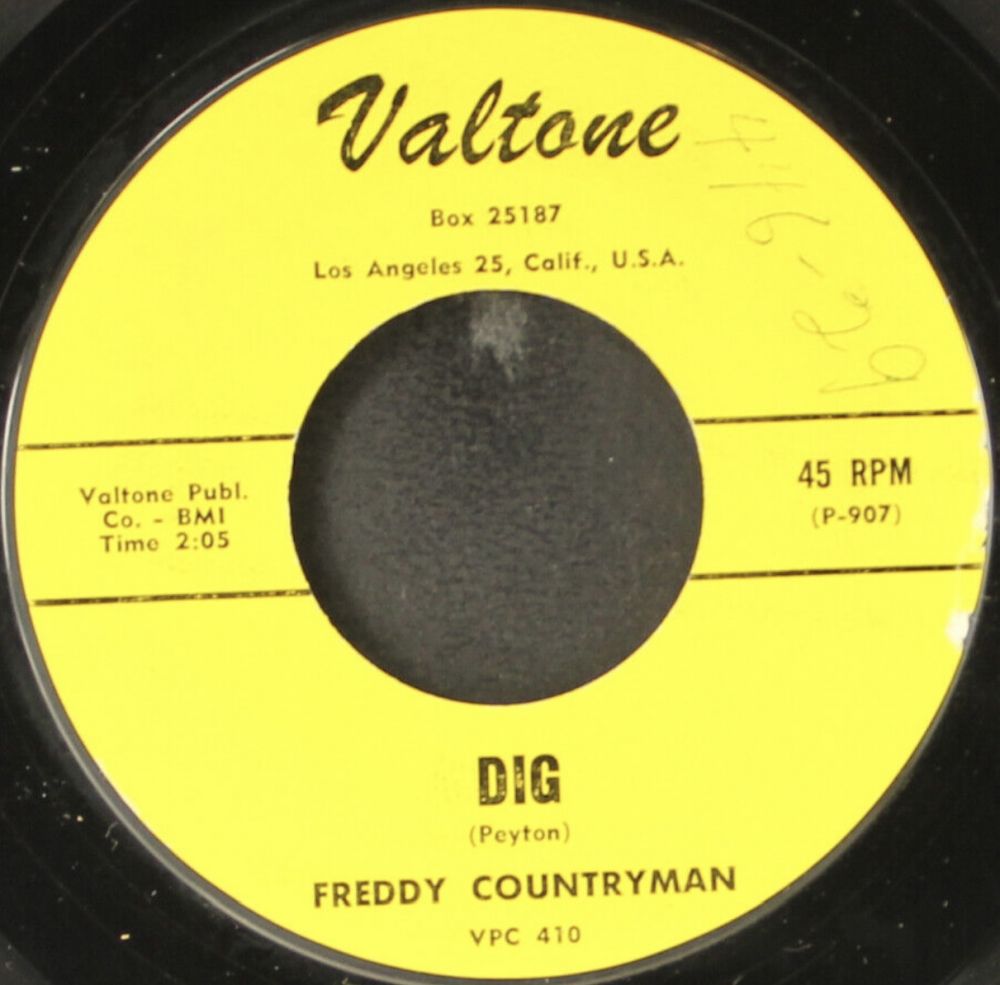 Valtone
Box 25187
Los Angeles 25, Calif., U.S.A.
Valtone Publ.
Co. - BMI
Time 2:05
45 RPM
(P-907)
DIG
(Peyton)
FREDDY COUNTRYMAN
VPC 410